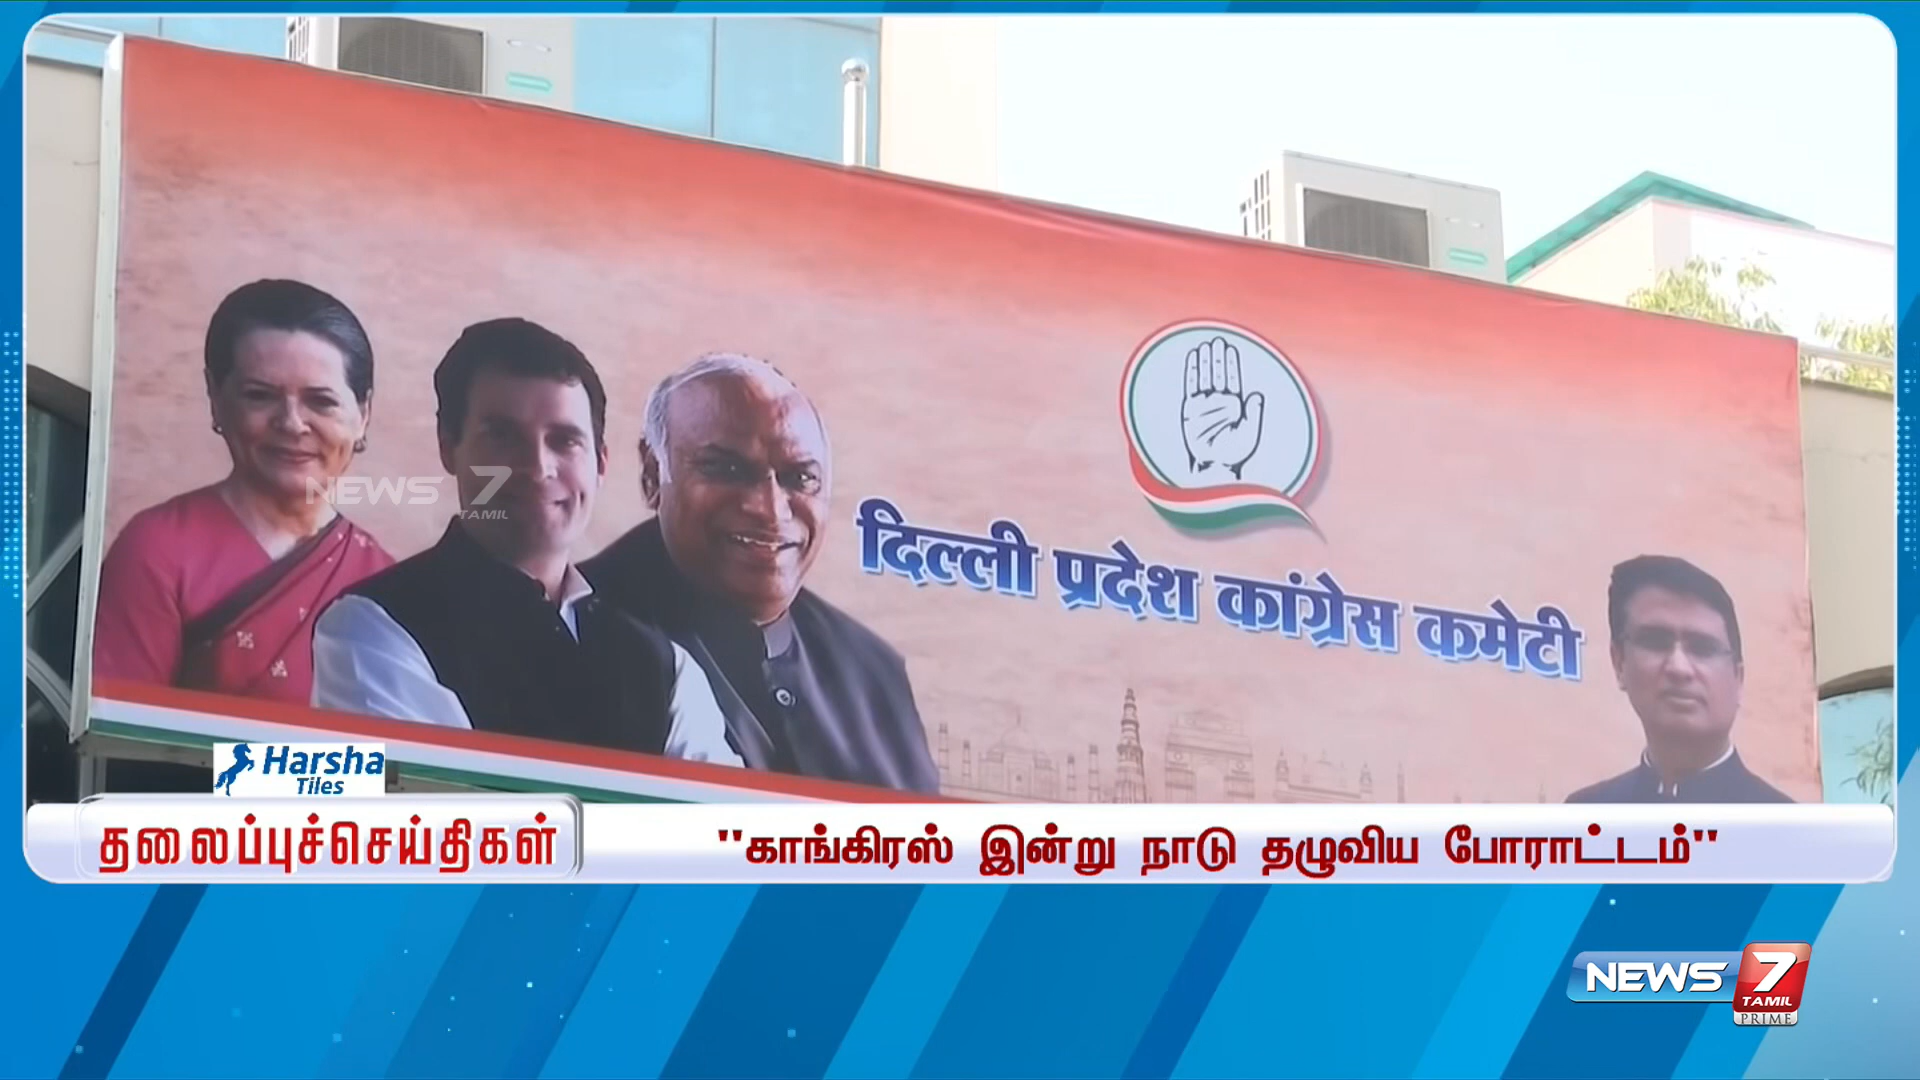 NEWS 7
TAMIL
दिल्ली प्रदेश कांग्रेस कमेटी
Harsha
Tiles
தலைப்புச்செய்திகள்
"காங்கிரஸ் இன்று நாடு தழுவிய போராட்டம்"
NEWS 7
TAMIL
PRIME